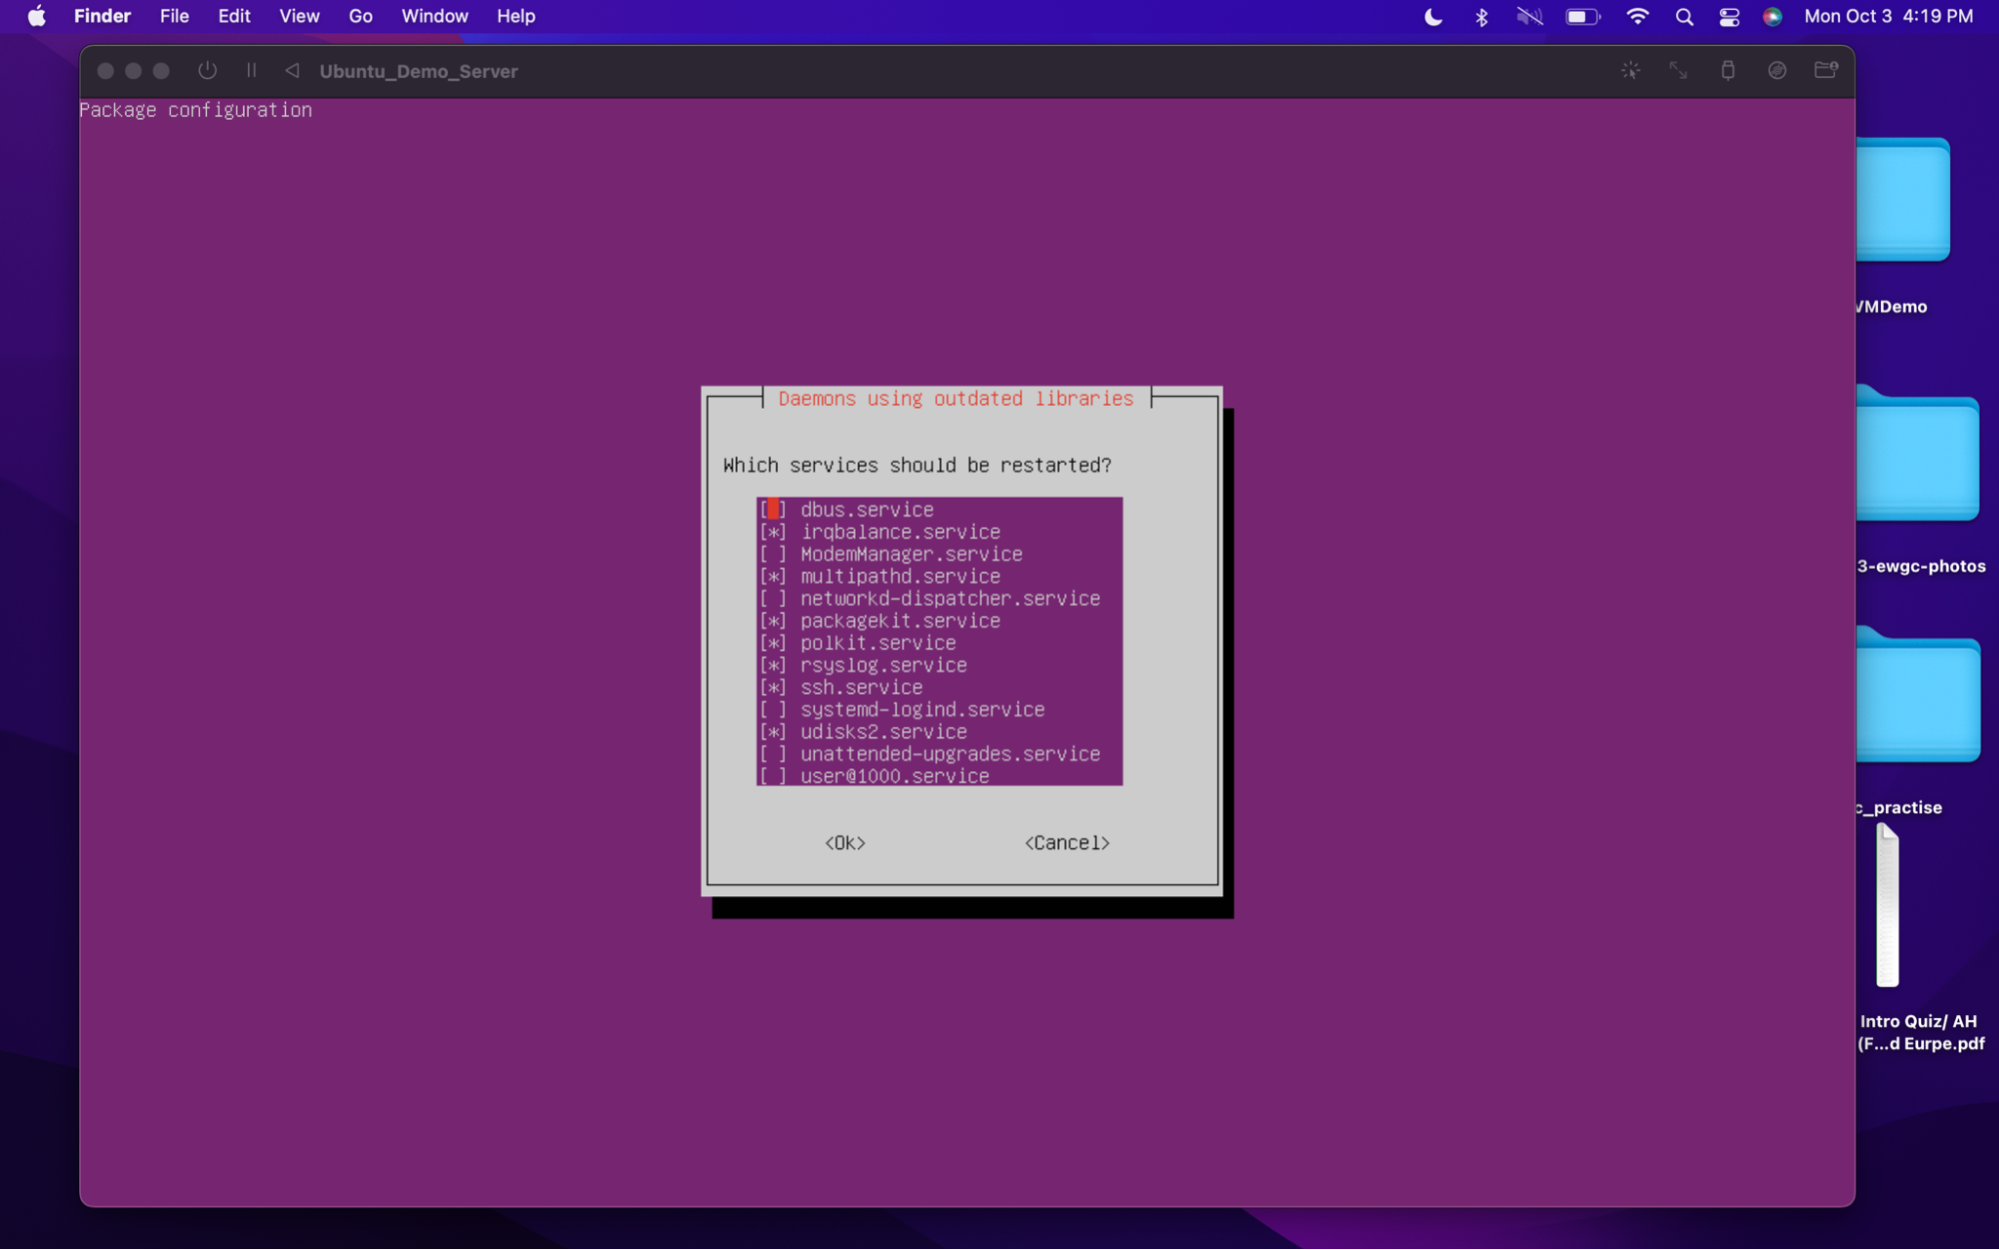 Finder File Edit View Go Window Help Mon Oct 3 4:19 PM
Ubuntu_Demo_Server
Package configuration
Daemons using outdated libraries
Which services should be restarted?
[ ] dbus.service
[*] irqbalance.service
[ ] ModemManager.service
[*] multipathd.service
[ ] networkd-dispatcher.service
[*] packagekit.service
[*] polkit.service
[*] rsyslog.service
[*] ssh.service
[ ] systemd-logind.service
[*] udisks2.service
[ ] unattended-upgrades.service
[ ] user@1000.service
<Ok> <Cancel>
VMDemo
3-ewgc-photos
c_practise
Intro Quiz/ AH
(F...d Eurpe.pdf